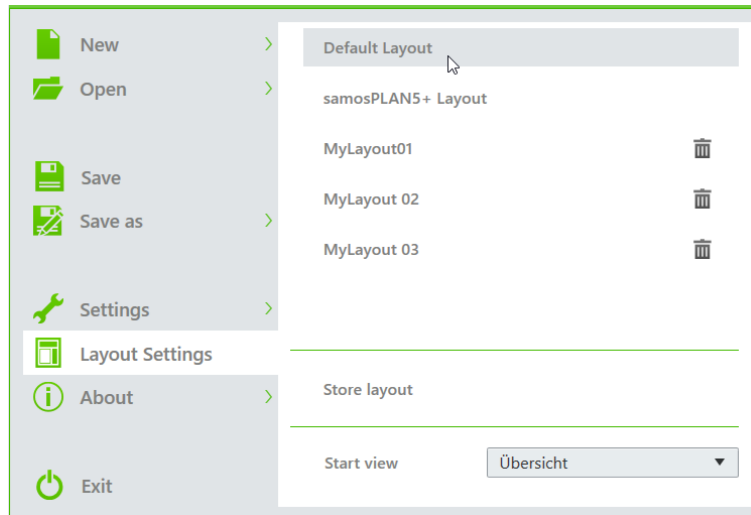 New
Open
Save
Save as
Settings
Layout Settings
About
Exit
Default Layout
samosPLAN5+ Layout
MyLayout01
MyLayout 02
MyLayout 03
Store layout
Start view
Übersicht